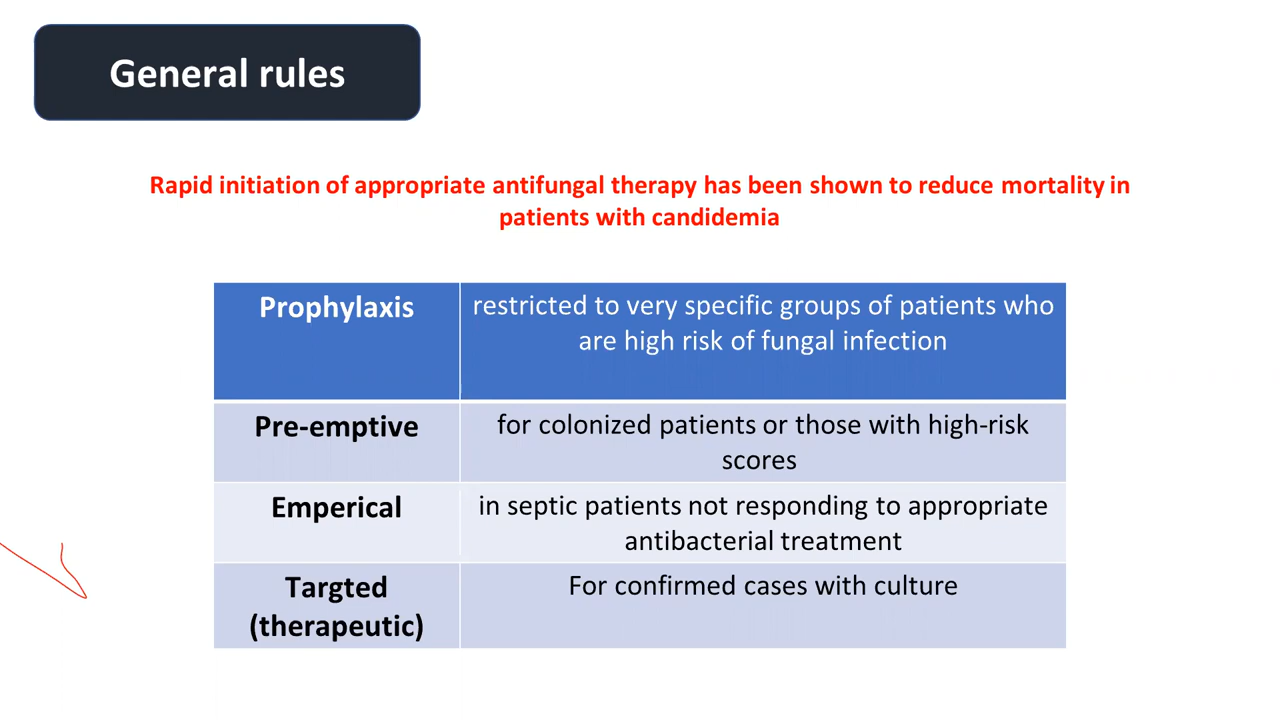 General rules
Rapid initiation of appropriate antifungal therapy has been shown to reduce mortality in
patients with candidemia
Prophylaxis
restricted to very specific groups of patients who
are high risk of fungal infection
Pre-emptive
for colonized patients or those with high-risk
scores
Emperical
in septic patients not responding to appropriate
antibacterial treatment
Targted
(therapeutic)
For confirmed cases with culture